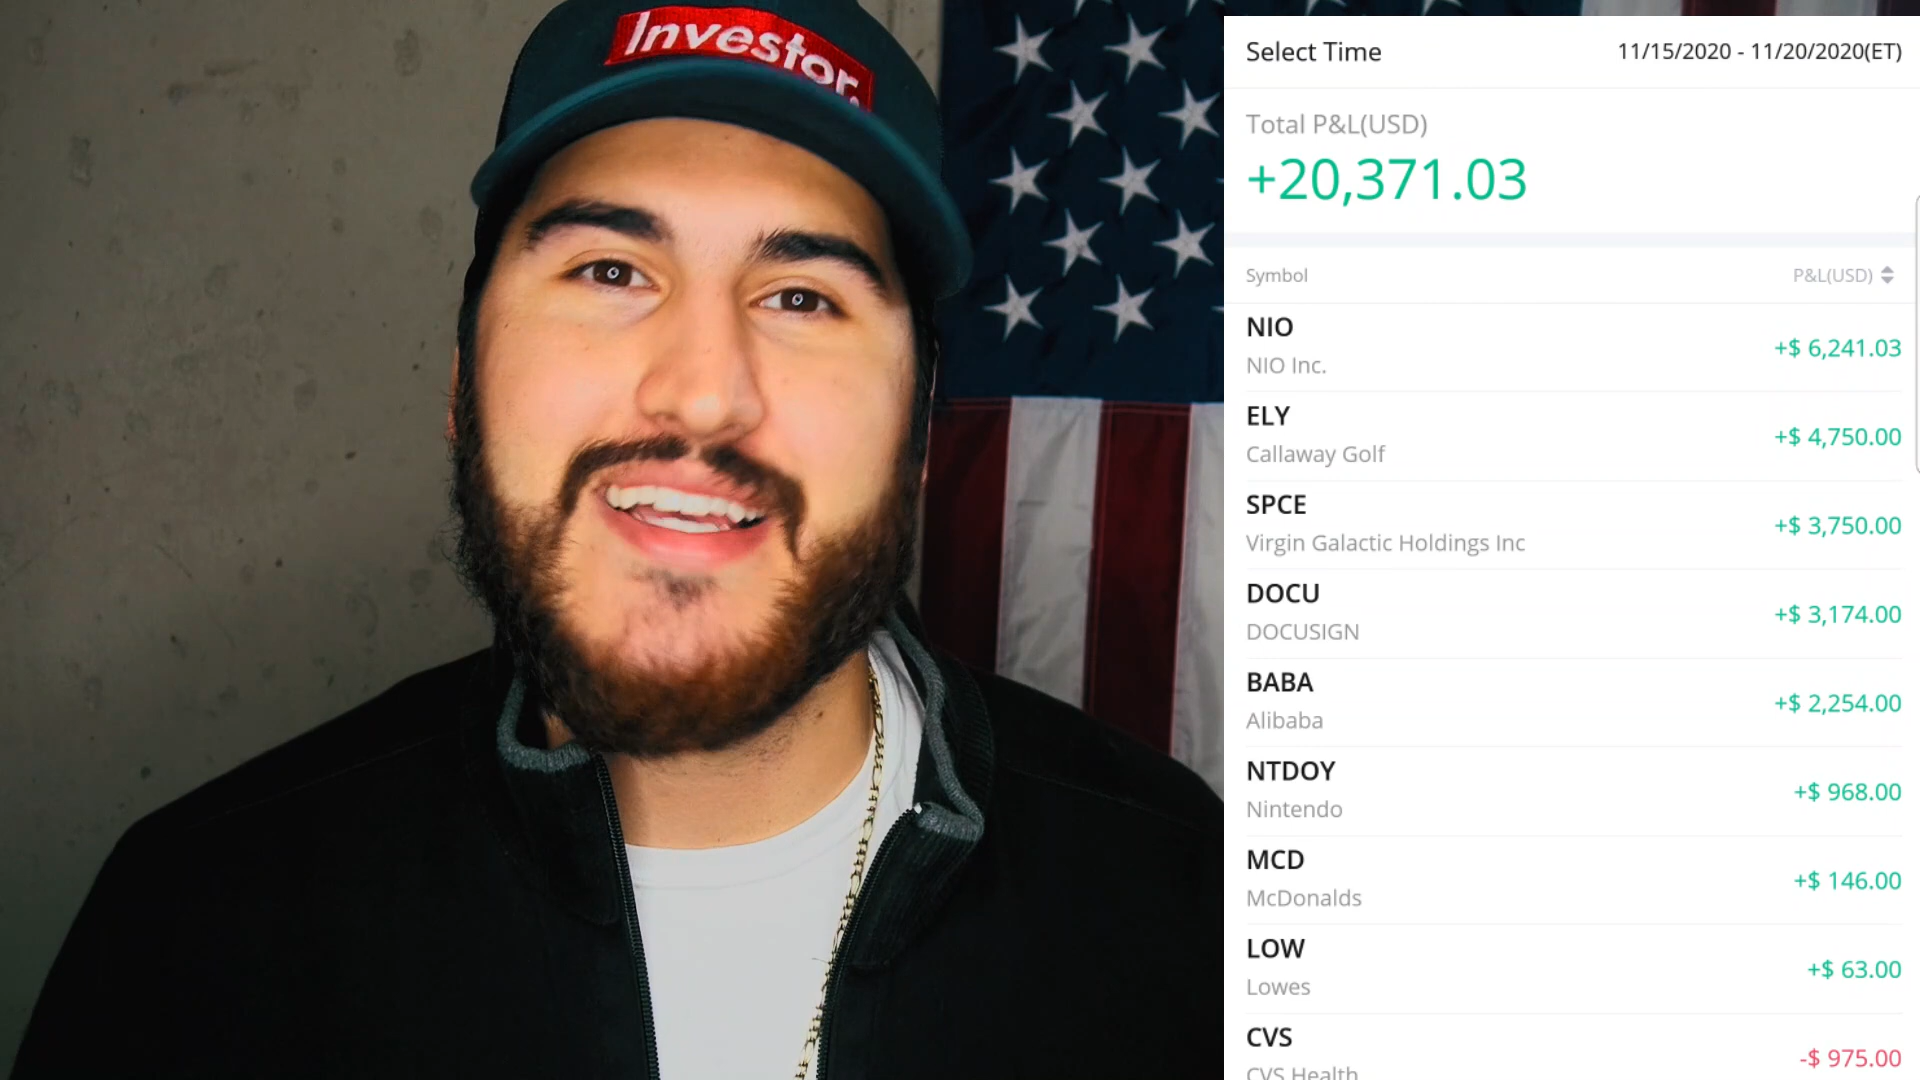 Investor.
Select Time 11/15/2020 - 11/20/2020(ET)
Total P&L(USD)
+20,371.03
Symbol P&L(USD)
NIO
NIO Inc.
+$ 6,241.03
ELY
Callaway Golf
+$ 4,750.00
SPCE
Virgin Galactic Holdings Inc
+$ 3,750.00
DOCU
DOCUSIGN
+$ 3,174.00
BABA
Alibaba
+$ 2,254.00
NTDOY
Nintendo
+$ 968.00
MCD
McDonalds
+$ 146.00
LOW
Lowes
+$ 63.00
CVS
CVS Health
-$ 975.00